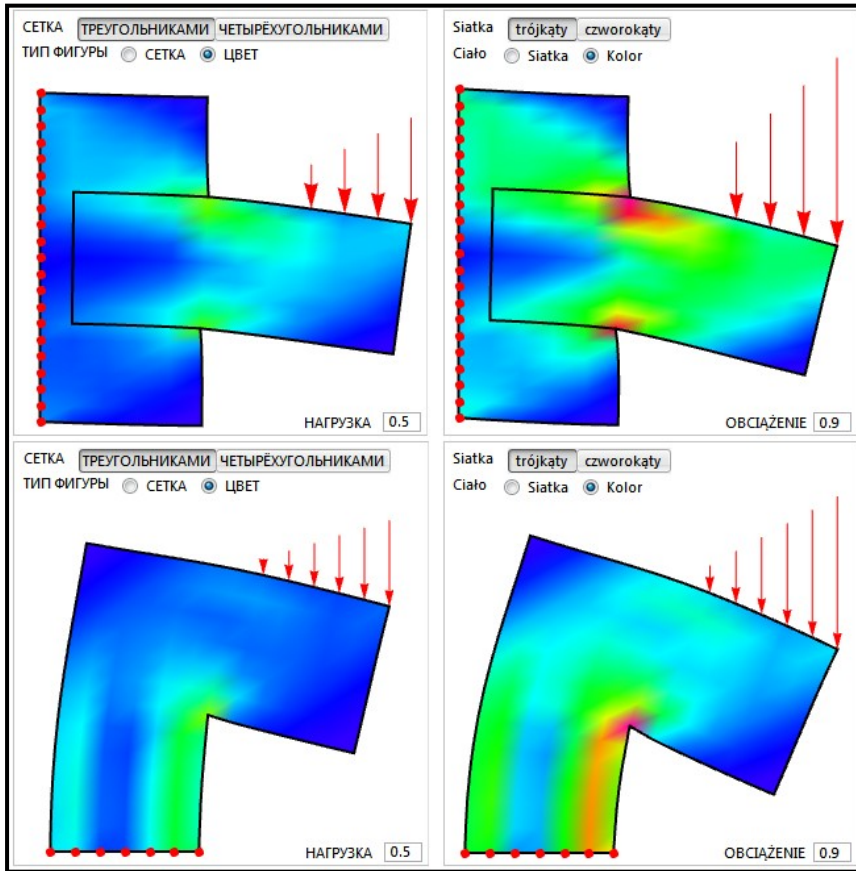 СЕТКА ТРЕУГОЛЬНИКАМИ ЧЕТЫРЁХУГОЛЬНИКАМИ
ТИП ФИГУРЫ СЕТКА ЦВЕТ
НАГРУЗКА 0.5
Siatka trójkąty czworokąty
Ciało Siatka Kolor
OBCIĄŻENIE 0.9
СЕТКА ТРЕУГОЛЬНИКАМИ ЧЕТЫРЁХУГОЛЬНИКАМИ
ТИП ФИГУРЫ СЕТКА ЦВЕТ
НАГРУЗКА 0.5
Siatka trójkąty czworokąty
Ciało Siatka Kolor
OBCIĄŻENIE 0.9